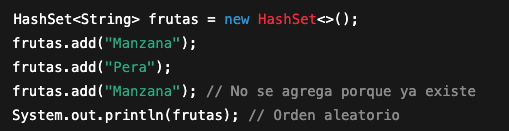 HashSet<String> frutas = new HashSet<>();
frutas.add("Manzana");
frutas.add("Pera");
frutas.add("Manzana"); // No se agrega porque ya existe
System.out.println(frutas); // Orden aleatorio